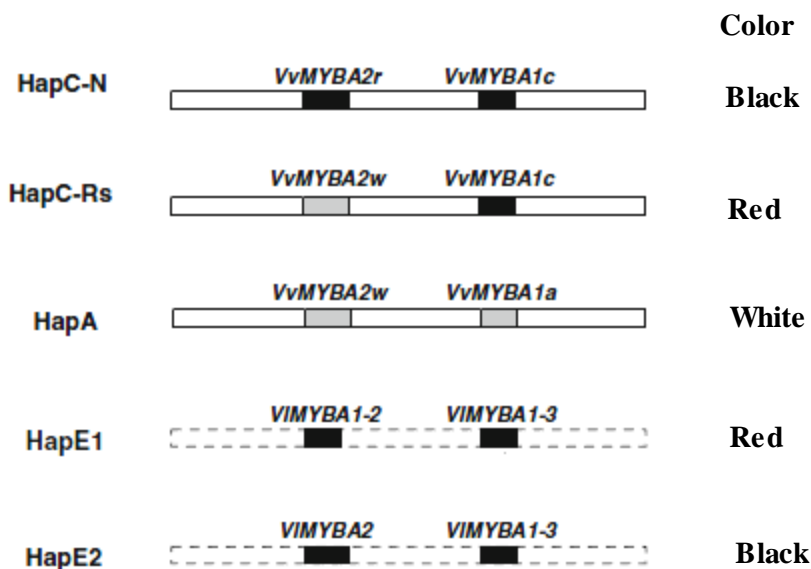 Color
HapC-N VvMYBA2r VvMYBA1c Black
HapC-Rs VvMYBA2w VvMYBA1c Red
HapA VvMYBA2w VvMYBA1a White
HapE1 VlMYBA1-2 VlMYBA1-3 Red
HapE2 VlMYBA2 VlMYBA1-3 Black